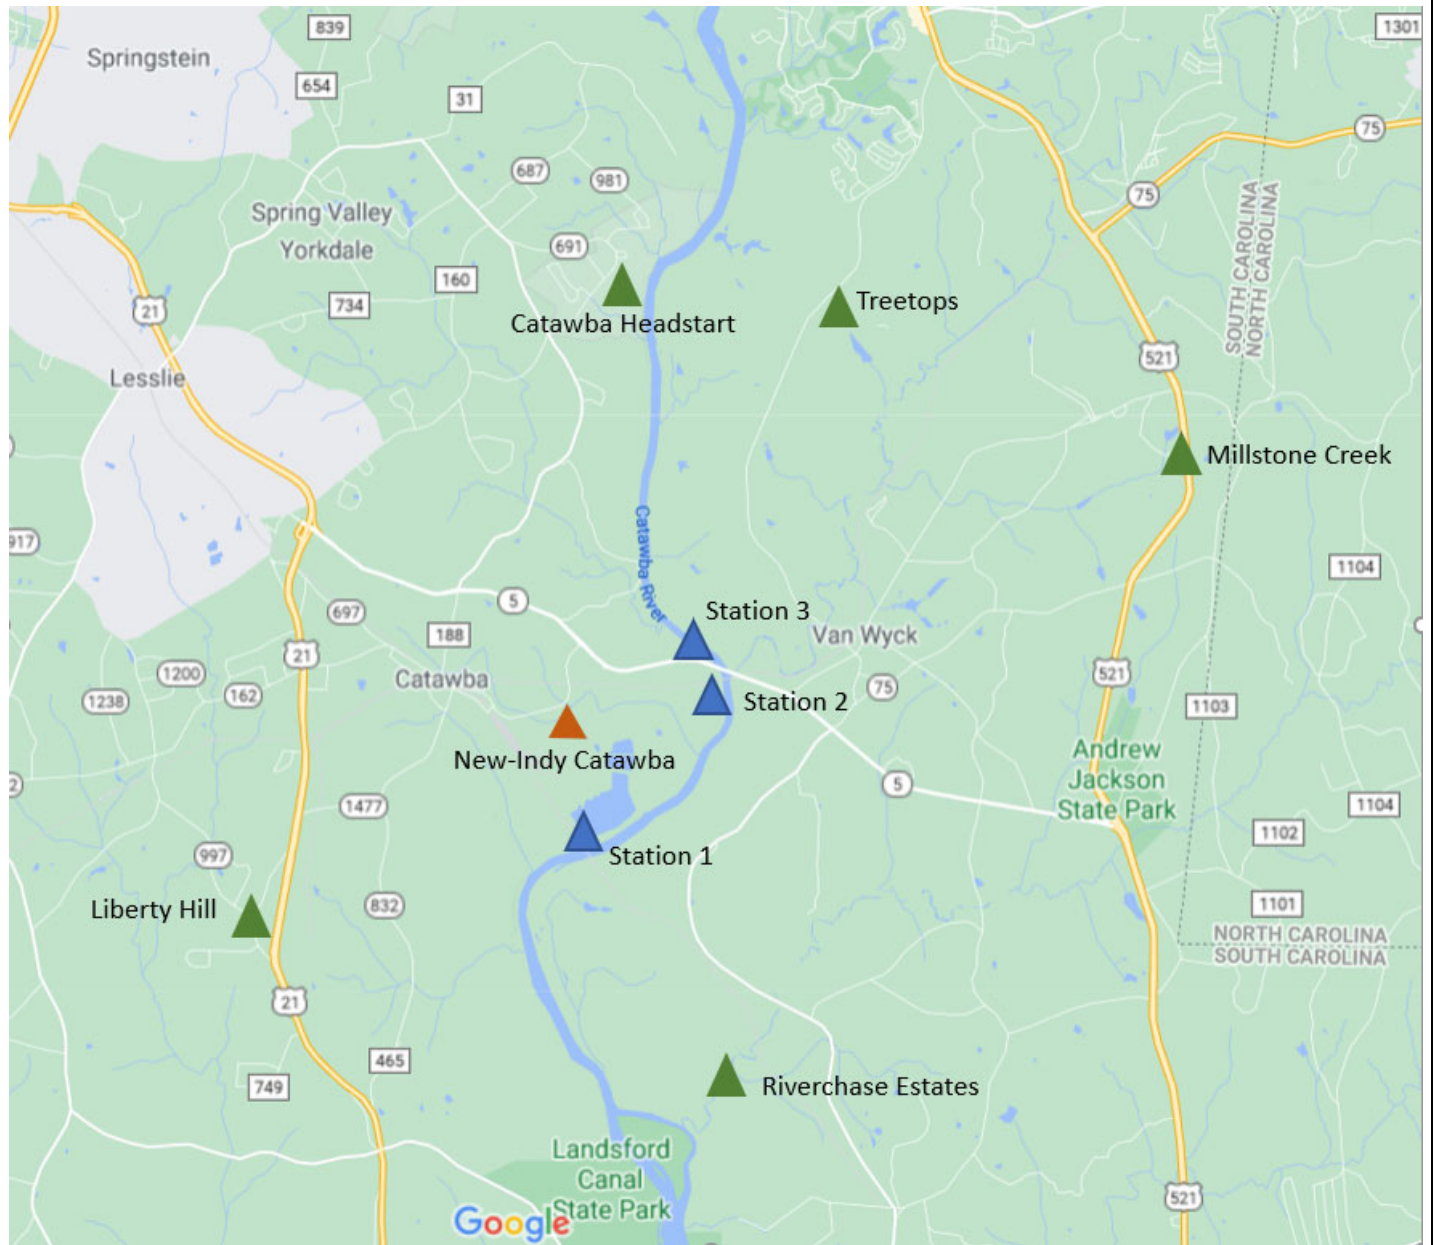 839
1301
Springstein
654
31
75
687
981
75
Spring Valley
Yorkdale
691
160
734
21
Catawba Headstart
Treetops
SOUTH CAROLINA
NORTH CAROLINA
521
Lesslie
Millstone Creek
917
Catawba River
1104
5
697
Station 3
188
Van Wyck
21
1200
162
1238
Catawba
75
521
Station 2
1103
New-Indy Catawba
Andrew
Jackson
State Park
2
5
1477
1104
1102
997
Station 1
Liberty Hill
832
1101
NORTH CAROLINA
SOUTH CAROLINA
21
465
749
Riverchase Estates
Landsford
Canal
State Park
Google
521